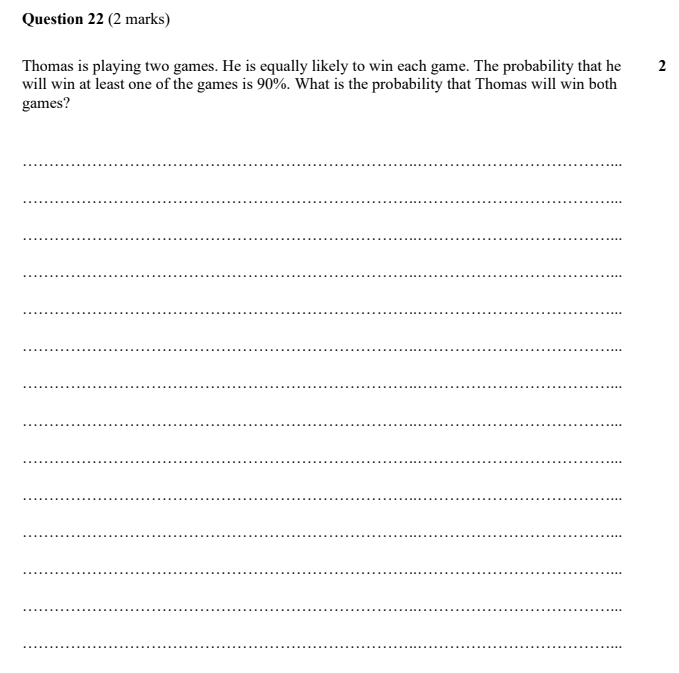 Question 22 (2 marks)
Thomas is playing two games. He is equally likely to win each game. The probability that he 2
will win at least one of the games is 90%. What is the probability that Thomas will win both
games?